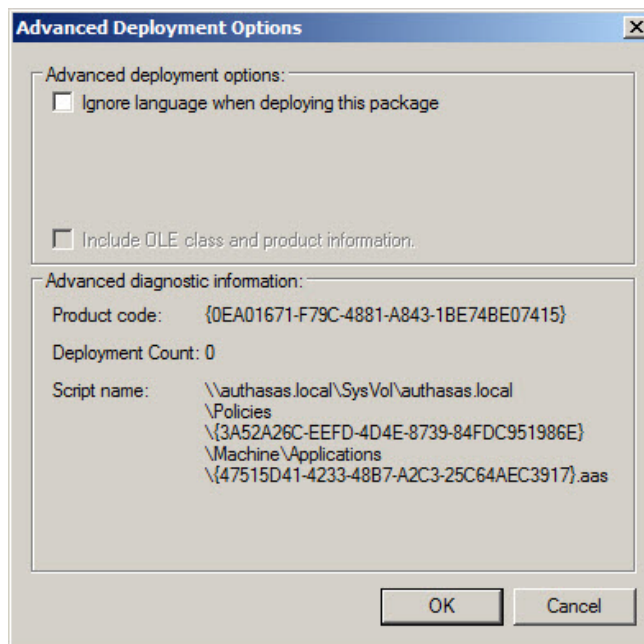 Advanced Deployment Options
Advanced deployment options:
Ignore language when deploying this package
Include OLE class and product information.
Advanced diagnostic information:
Product code: {0EA01671-F79C-4881-A843-1BE74BE07415}
Deployment Count: 0
Script name: \\authasas.local\SysVol\authasas.local
\Policies
\{3A52A26C-EEFD-4D4E-8739-84FDC951986E}
\Machine\Applications
\{47515D41-4233-48B7-A2C3-25C64AEC3917}.aas
OK Cancel